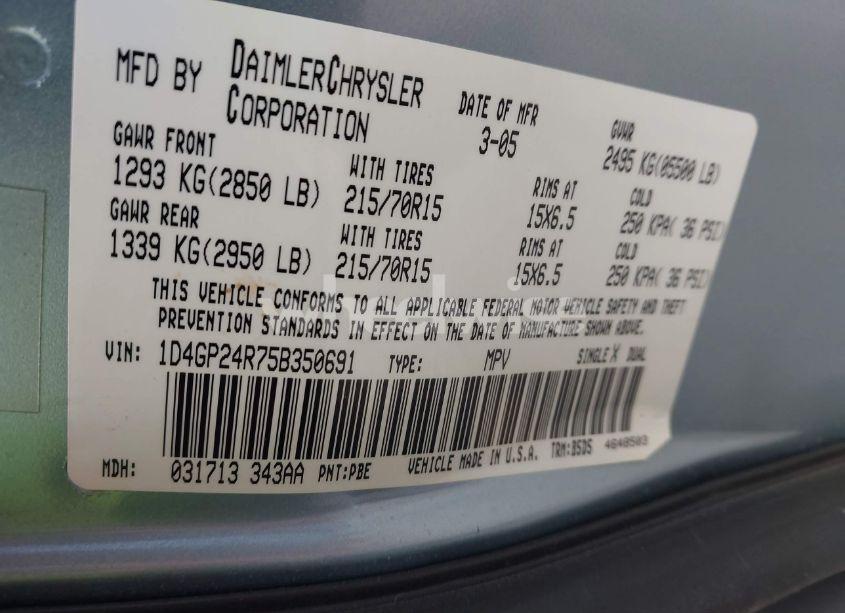 MFD BY DAIMLERCHRYSLER CORPORATION DATE OF MFR 3-05 GVWR 2495 KG(05500 LB)
GAWR FRONT WITH TIRES RIMS AT COLD
1293 KG(2850 LB) 215/70R15 15X6.5 250 KPA( 36 PSI)
GAWR REAR WITH TIRES RIMS AT COLD
1339 KG(2950 LB) 215/70R15 15X6.5 250 KPA( 36 PSI)
THIS VEHICLE CONFORMS TO ALL APPLICABLE FEDERAL MOTOR VEHICLE SAFETY AND THEFT
PREVENTION STANDARDS IN EFFECT ON THE DATE OF MANUFACTURE SHOWN ABOVE.
VIN: 1D4GP24R75B350691 TYPE: MPV SINGLE X DUAL
MDH: 031713 343AA PNT:PBE VEHICLE MADE IN U.S.A. TRM:B5D5 4648503